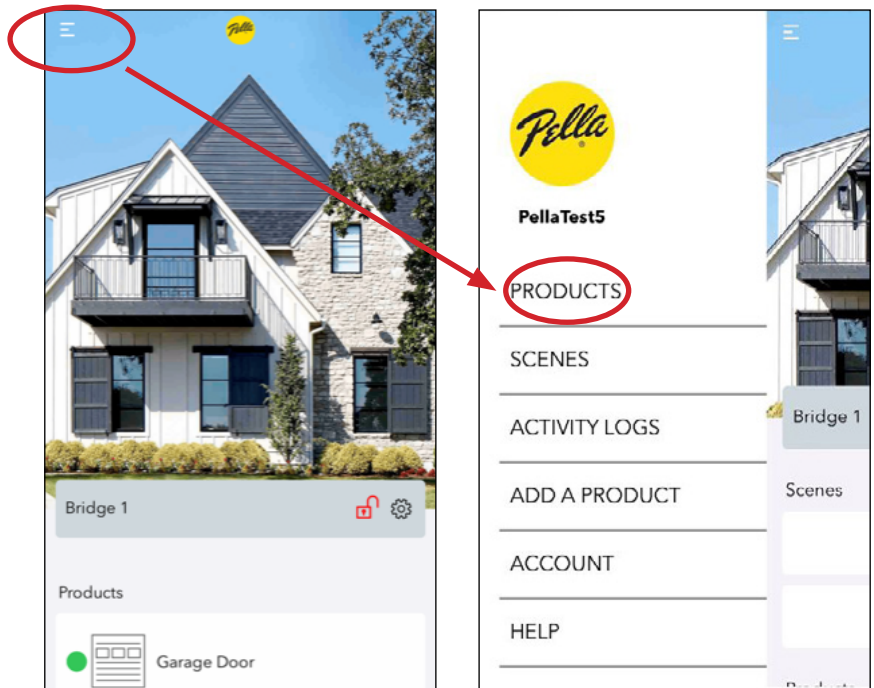 Pella
Bridge 1
Products
Garage Door
Pella
PellaTest5
PRODUCTS
SCENES
ACTIVITY LOGS
ADD A PRODUCT
ACCOUNT
HELP
Bridge 1
Scenes